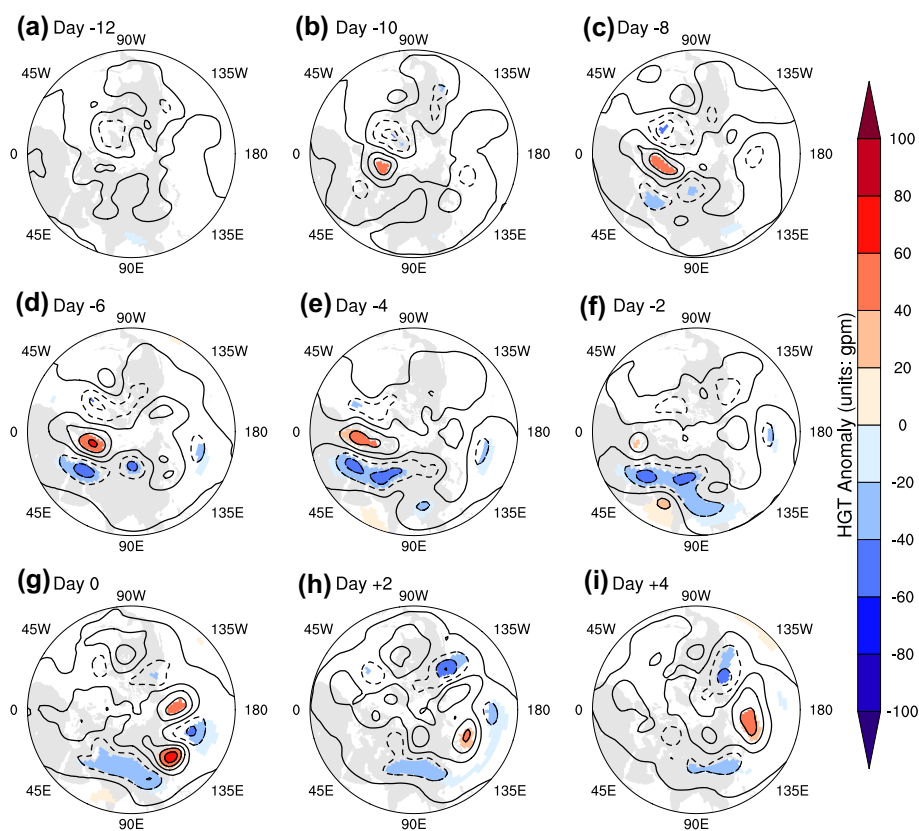 (a) Day -12
(b) Day -10
(c) Day -8
90W
90W
90W
45W
135W
45W
135W
45W
135W
0
180
0
180
0
180
45E
135E
45E
135E
45E
135E
90E
90E
90E
(d) Day -6
(e) Day -4
(f) Day -2
90W
90W
90W
45W
135W
45W
135W
45W
135W
0
180
0
180
0
180
45E
135E
45E
135E
45E
135E
90E
90E
90E
(g) Day 0
(h) Day +2
(i) Day +4
90W
90W
90W
45W
135W
45W
135W
45W
135W
0
180
0
180
0
180
45E
135E
45E
135E
45E
135E
90E
90E
90E
HGT Anomaly (units: gpm)
100
80
60
40
20
0
-20
-40
-60
-80
-100